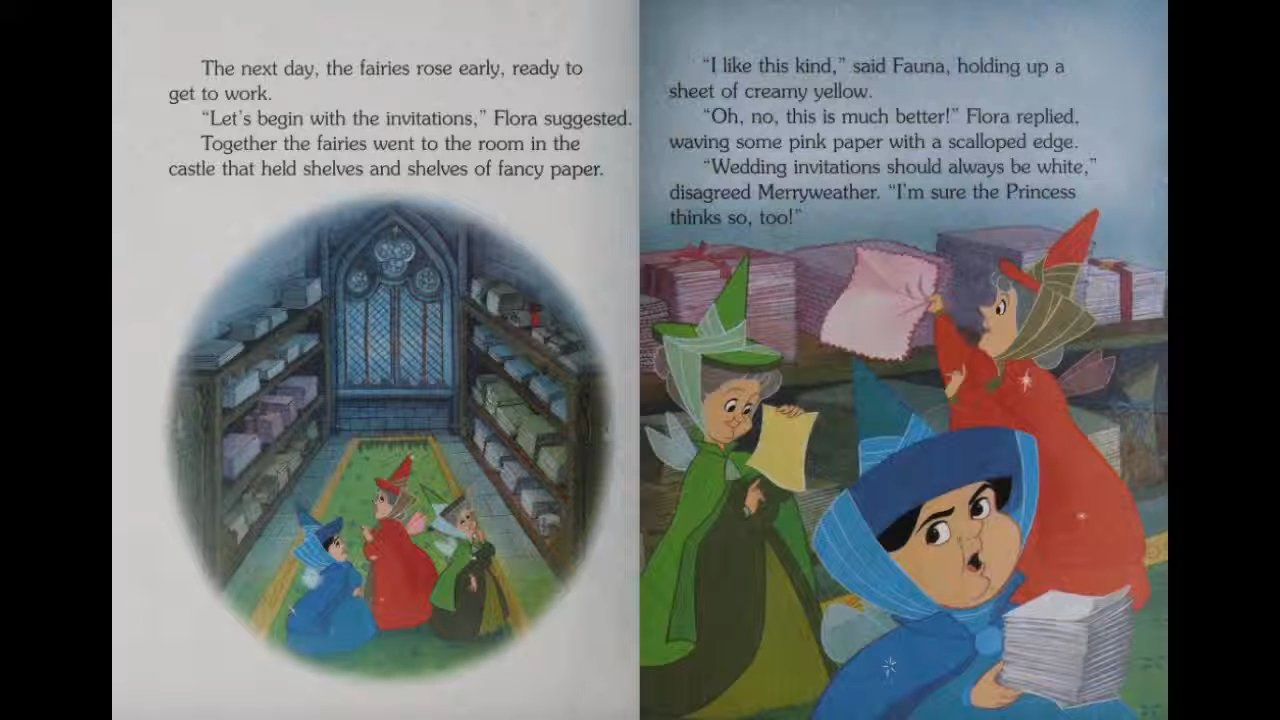 The next day, the fairies rose early, ready to
get to work.
“Let’s begin with the invitations,” Flora suggested.
Together the fairies went to the room in the
castle that held shelves and shelves of fancy paper.
“I like this kind,” said Fauna, holding up a
sheet of creamy yellow.
“Oh, no, this is much better!” Flora replied,
waving some pink paper with a scalloped edge.
“Wedding invitations should always be white,”
disagreed Merryweather. “I’m sure the Princess
thinks so, too!”